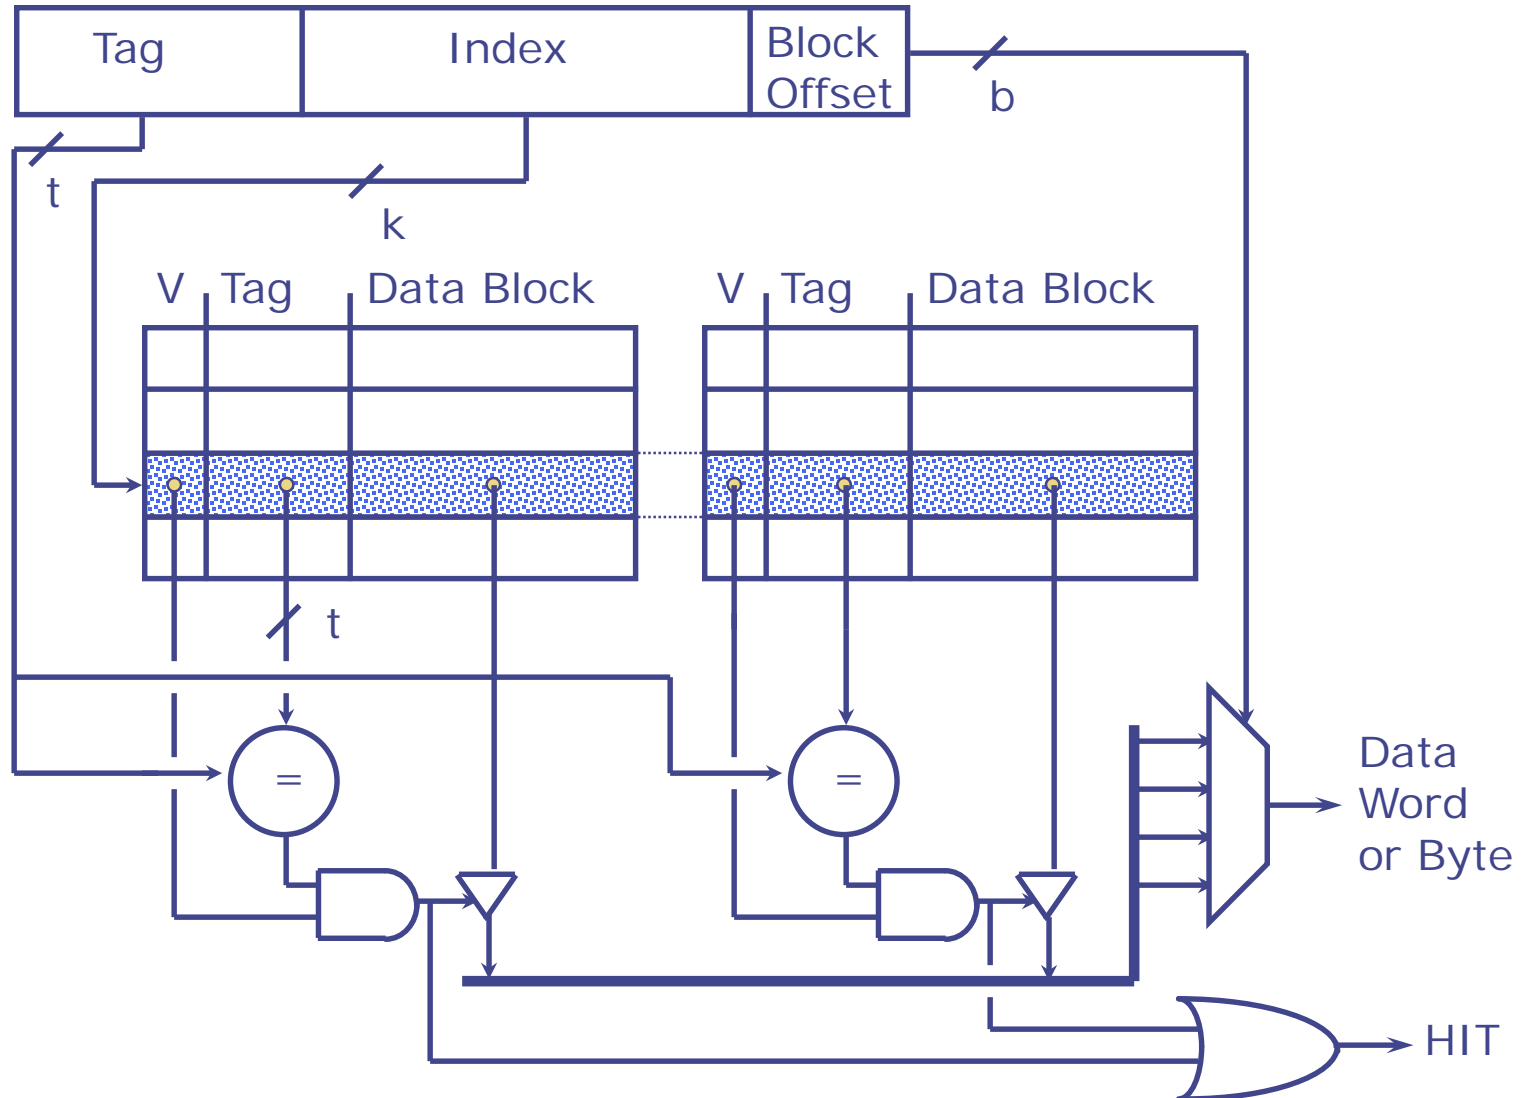 Tag
Index
Block
Offset
b
t
k
V Tag Data Block
V Tag Data Block
t
=
=
Data
Word
or Byte
HIT